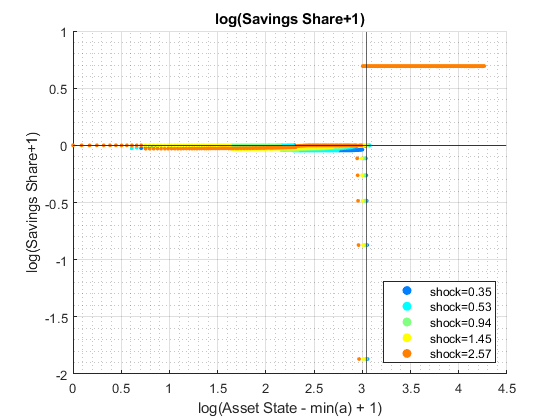 log(Savings Share+1)
log(Savings Share+1)
1
0.5
0
-0.5
-1
-1.5
-2
0
0.5
1
1.5
2
2.5
3
3.5
4
4.5
log(Asset State - min(a) + 1)
shock=0.35
shock=0.53
shock=0.94
shock=1.45
shock=2.57